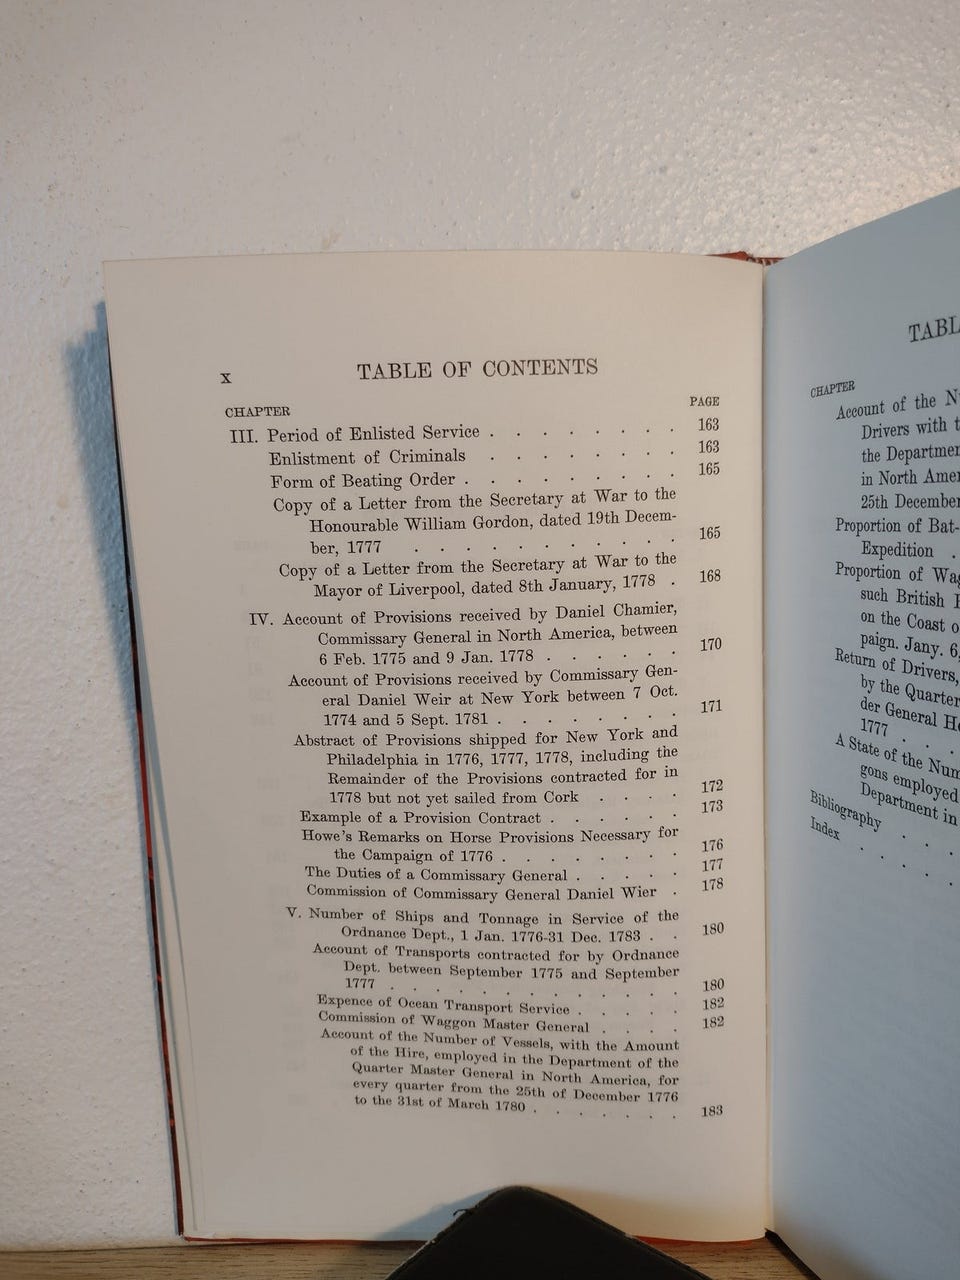 x TABLE OF CONTENTS
CHAPTER PAGE
III. Period of Enlisted Service . . . . . . . . 163
Enlistment of Criminals . . . . . . . . 163
Form of Beating Order . . . . . . . . . 165
Copy of a Letter from the Secretary at War to the
Honourable William Gordon, dated 19th Decem-
ber, 1777 . . . . . . . . . . . 165
Copy of a Letter from the Secretary at War to the
Mayor of Liverpool, dated 8th January, 1778 . 168
IV. Account of Provisions received by Daniel Chamier,
Commissary General in North America, between
6 Feb. 1775 and 9 Jan. 1778 . . . . . . 170
Account of Provisions received by Commissary Gen-
eral Daniel Weir at New York between 7 Oct.
1774 and 5 Sept. 1781 . . . . . . . . 171
Abstract of Provisions shipped for New York and
Philadelphia in 1776, 1777, 1778, including the
Remainder of the Provisions contracted for in
1778 but not yet sailed from Cork . . . . 172
Example of a Provision Contract . . . . . . 173
Howe's Remarks on Horse Provisions Necessary for
the Campaign of 1776 . . . . . . . . 176
The Duties of a Commissary General . . . . . 177
Commission of Commissary General Daniel Wier . 178
V. Number of Ships and Tonnage in Service of the
Ordnance Dept., 1 Jan. 1776-31 Dec. 1783 . . 180
Account of Transports contracted for by Ordnance
Dept. between September 1775 and September
1777 . . . . . . . . . . . . 180
Expence of Ocean Transport Service . . . . . 182
Commission of Waggon Master General . . . . 182
Account of the Number of Vessels, with the Amount
of the Hire, employed in the Department of the
Quarter Master General in North America, for
every quarter from the 25th of December 1776
to the 31st of March 1780 . . . . . . . 183
TABL
CHAPTER
Account of the N
Drivers with t
the Departmen
in North Amer
25th December
Proportion of Bat-
Expedition .
Proportion of Wag
such British
on the Coast o
paign. Jany. 6,
Return of Drivers,
by the Quarter
der General Ho
1777 . . .
A State of the Num
gons employed
Department in
Bibliography . .
Index . . . .